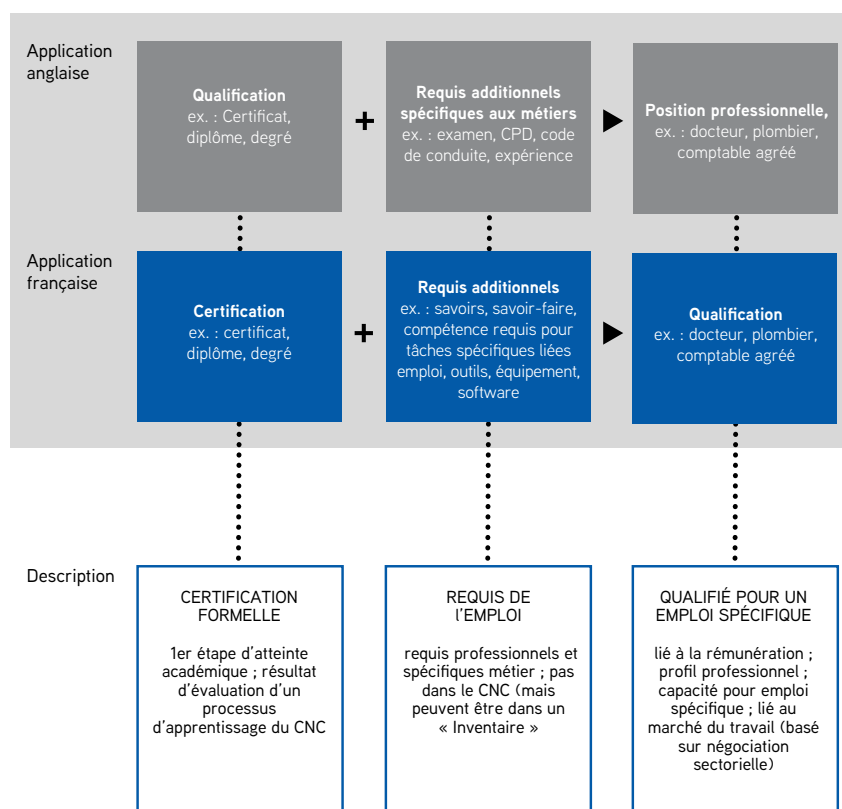 Application
anglaise
Qualification
ex. : Certificat,
diplôme, degré
+
Requis additionnels
spécifiques aux métiers
ex. : examen, CPD, code
de conduite, expérience
Position professionnelle,
ex. : docteur, plombier,
comptable agréé
Application
française
Certification
ex. : certificat,
diplôme, degré
+
Requis additionnels
ex. : savoirs, savoir-faire,
compétence requis pour
tâches spécifiques liées
emploi, outils, équipement,
software
Qualification
ex. : docteur, plombier,
comptable agréé
Description
CERTIFICATION
FORMELLE
1er étape d’atteinte
académique ; résultat
d’évaluation d’un
processus
d’apprentissage du CNC
REQUIS DE
l’EMPLOI
requis professionnels et
spécifiques métier ; pas
dans le CNC (mais
peuvent être dans un
« Inventaire »
QUALIFIÉ POUR UN
EMPLOI SPÉCIFIQUE
lié à la rémunération ;
profil professionnel ;
capacité pour emploi
spécifique ; lié au
marché du travail (basé
sur négociation
sectorielle)